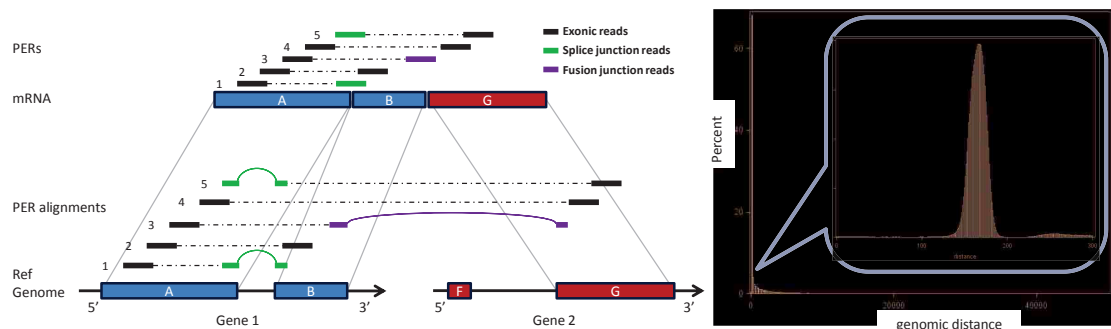 PERs
5
4
3
2
1
Exonic reads
Splice junction reads
Fusion junction reads
mRNA
A
B
G
PER alignments
5
4
3
2
1
Ref
Genome
A
B
F
G
5’
3’
5’
3’
Gene 1
Gene 2
Percent
60
40
20
0
0
100
200
300
distance
0
20000
40000
genomic distance